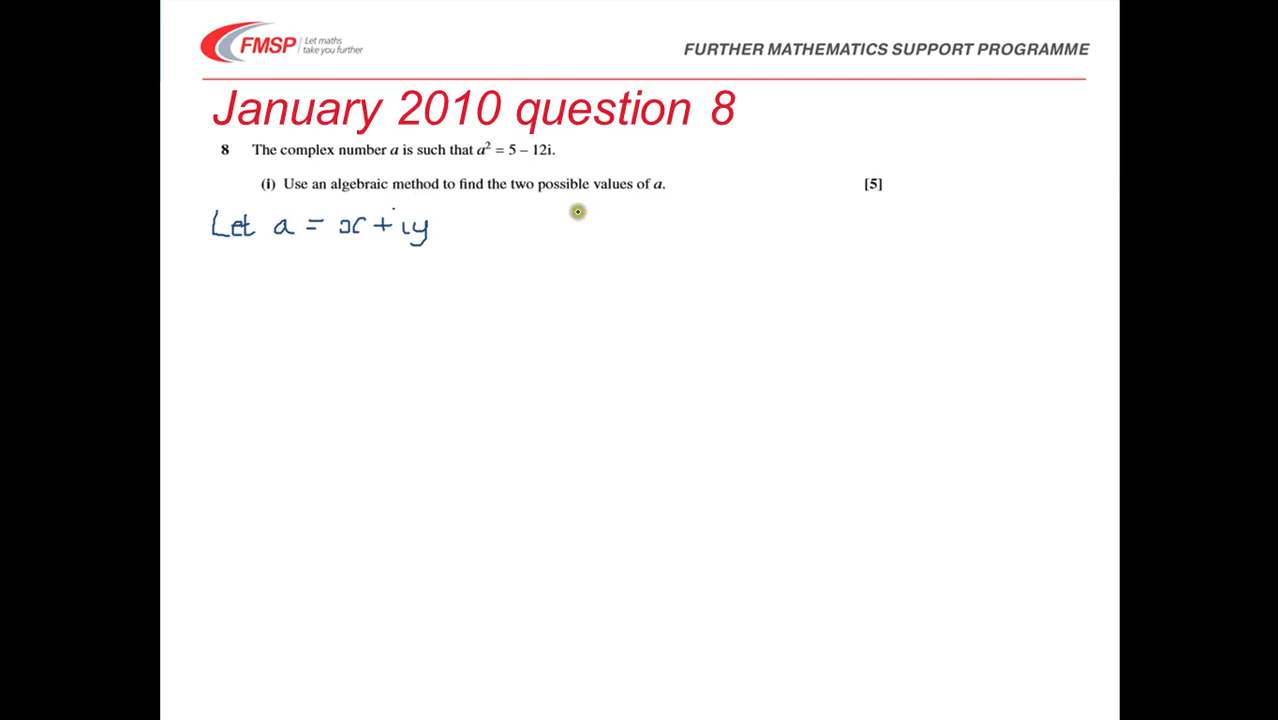 FMSP Let maths
take you further
FURTHER MATHEMATICS SUPPORT PROGRAMME
January 2010 question 8
8 The complex number a is such that a² = 5 – 12i.
(i) Use an algebraic method to find the two possible values of a. [5]
Let a = x + iy